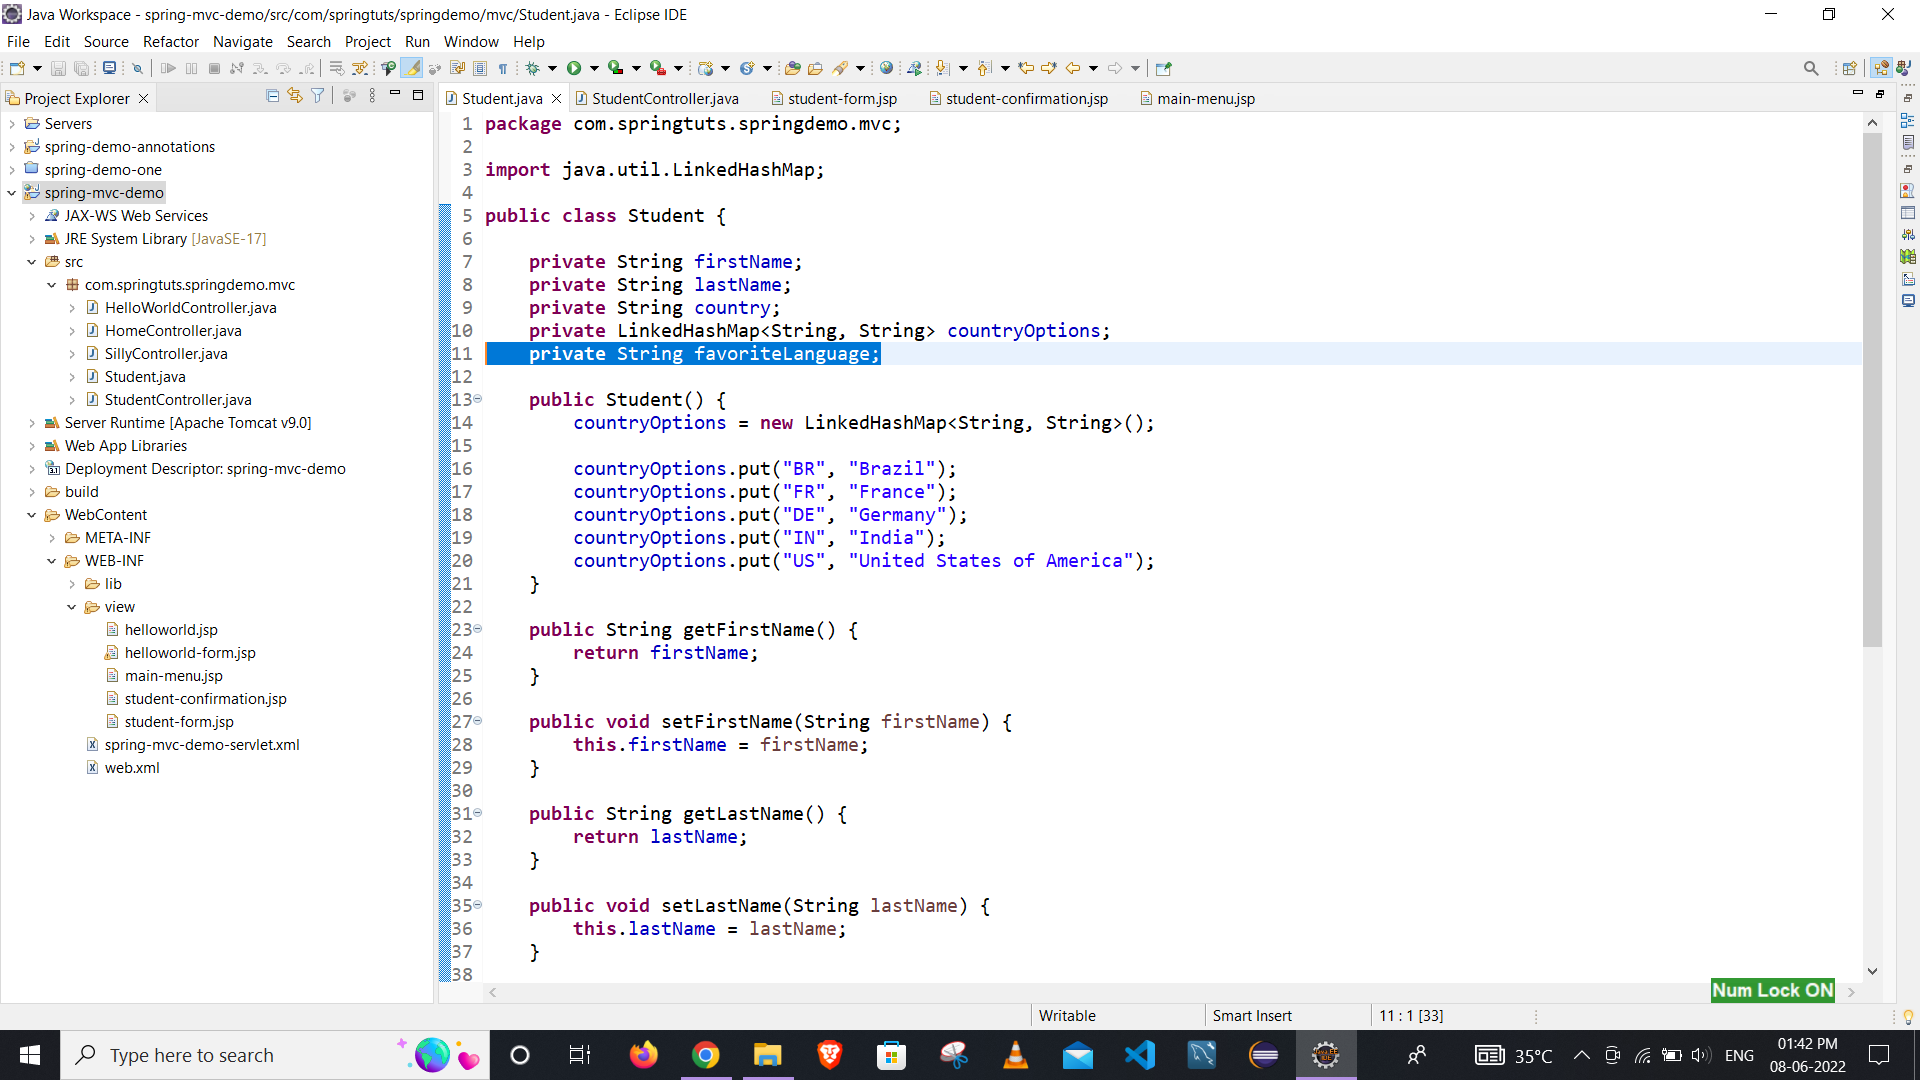 Java Workspace - spring-mvc-demo/src/com/springtuts/springdemo/mvc/Student.java - Eclipse IDE
File Edit Source Refactor Navigate Search Project Run Window Help
Project Explorer
Servers
spring-demo-annotations
spring-demo-one
spring-mvc-demo
JAX-WS Web Services
JRE System Library [JavaSE-17]
src
com.springtuts.springdemo.mvc
HelloWorldController.java
HomeController.java
SillyController.java
Student.java
StudentController.java
Server Runtime [Apache Tomcat v9.0]
Web App Libraries
Deployment Descriptor: spring-mvc-demo
build
WebContent
META-INF
WEB-INF
lib
view
helloworld.jsp
helloworld-form.jsp
main-menu.jsp
student-confirmation.jsp
student-form.jsp
spring-mvc-demo-servlet.xml
web.xml
Student.java StudentController.java student-form.jsp student-confirmation.jsp main-menu.jsp
1 package com.springtuts.springdemo.mvc;
2
3 import java.util.LinkedHashMap;
4
5 public class Student {
6
7 private String firstName;
8 private String lastName;
9 private String country;
10 private LinkedHashMap<String, String> countryOptions;
11 private String favoriteLanguage;
12
13 public Student() {
14 countryOptions = new LinkedHashMap<String, String>();
15
16 countryOptions.put("BR", "Brazil");
17 countryOptions.put("FR", "France");
18 countryOptions.put("DE", "Germany");
19 countryOptions.put("IN", "India");
20 countryOptions.put("US", "United States of America");
21 }
22
23 public String getFirstName() {
24 return firstName;
25 }
26
27 public void setFirstName(String firstName) {
28 this.firstName = firstName;
29 }
30
31 public String getLastName() {
32 return lastName;
33 }
34
35 public void setLastName(String lastName) {
36 this.lastName = lastName;
37 }
38
Num Lock ON
Writable Smart Insert 11 : 1 [33]
Type here to search
35°C ENG
01:42 PM
08-06-2022